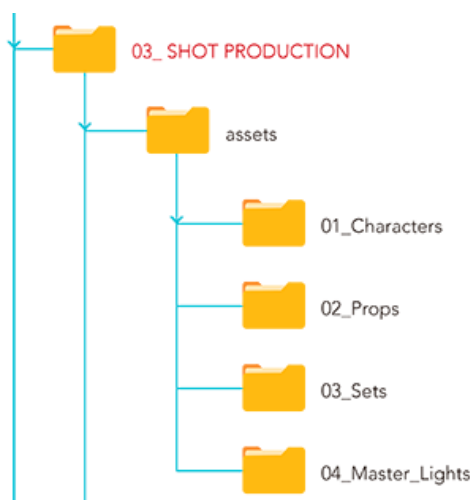 03_ SHOT PRODUCTION
assets
01_Characters
02_Props
03_Sets
04_Master_Lights